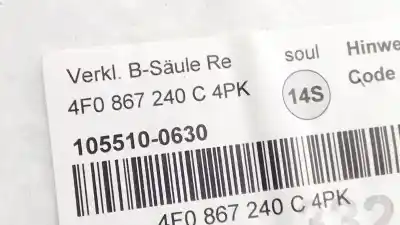 Verkl. B-Säule Re
soul
Hinwe
4F0 867 240 C 4PK
14S
Code
105510-0630
4F0 867 240 C 4PK